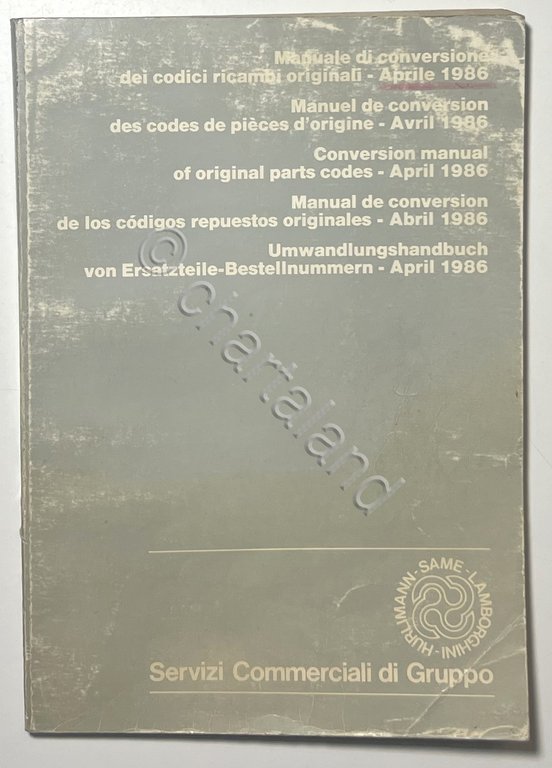 Manuale di conversione
dei codici ricambi originali - Aprile 1986
Manuel de conversion
des codes de pièces d'origine - Avril 1986
Conversion manual
of original parts codes - April 1986
Manual de conversion
de los códigos repuestos originales - Abril 1986
Umwandlungshandbuch
von Ersatzteile-Bestellnummern - April 1986
© chartaland
HURLIMANN - SAME - LAMBORGHINI -
Servizi Commerciali di Gruppo